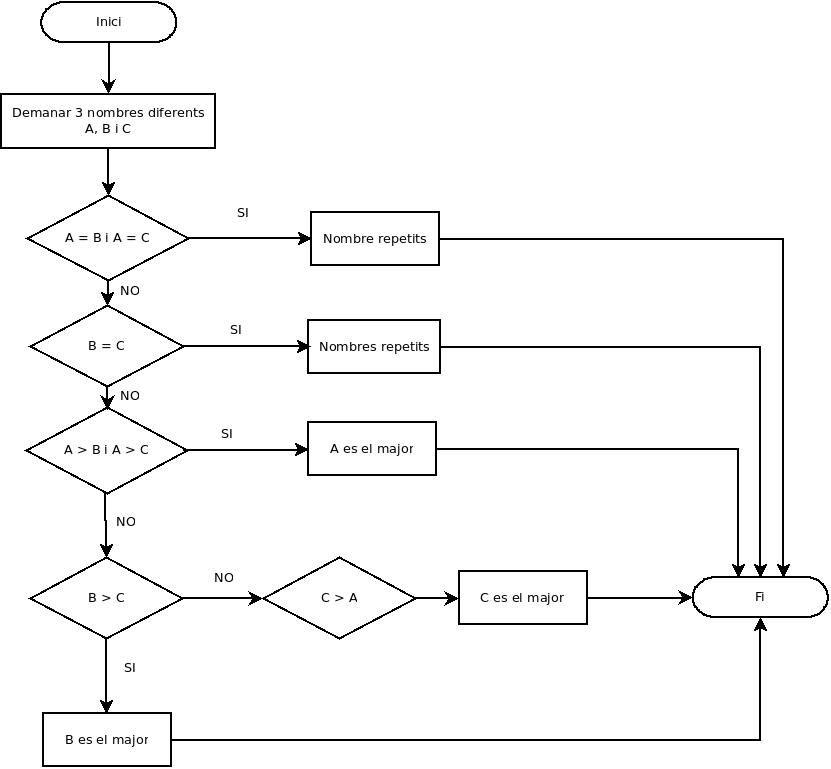 Inici
Demanar 3 nombres diferents
A, B i C
A = B i A = C
SI
Nombre repetits
NO
B = C
SI
Nombres repetits
NO
A > B i A > C
SI
A es el major
NO
B > C
NO
C > A
C es el major
Fi
SI
B es el major